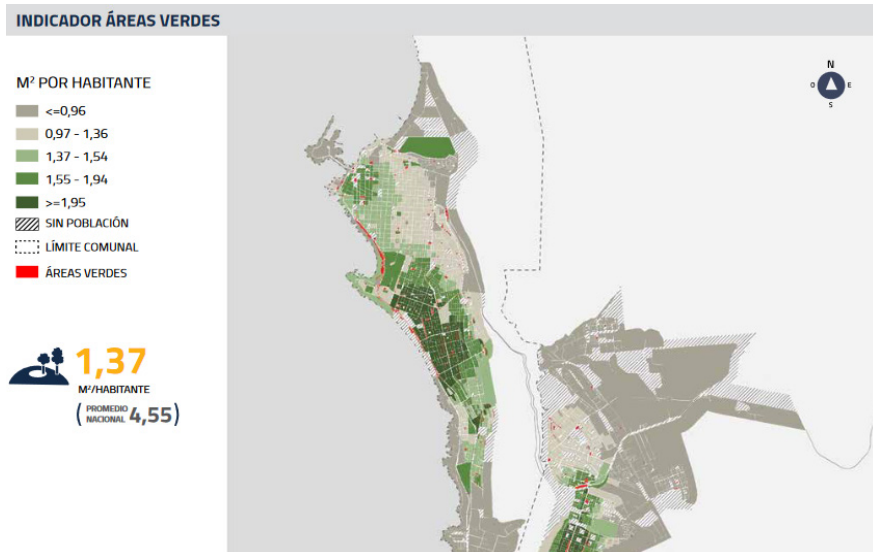 INDICADOR ÁREAS VERDES
M² POR HABITANTE
<=0,96
0,97 - 1,36
1,37 - 1,54
1,55 - 1,94
>=1,95
SIN POBLACIÓN
LÍMITE COMUNAL
ÁREAS VERDES
1,37
M²/HABITANTE
( PROMEDIO NACIONAL 4,55 )
N
O E
S